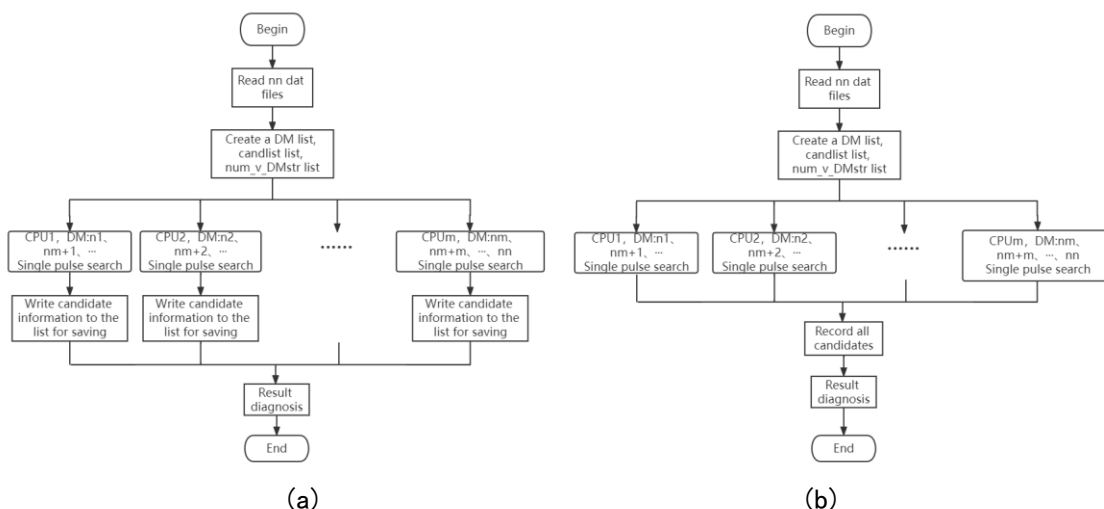 Begin
Read nn dat
files
Create a DM list,
candlist list,
num_v_DMstr list
CPU1, DM:n1、
nm+1、…
Single pulse search
CPU2, DM:n2、
nm+2、…
Single pulse search
……
CPUm, DM:nm、
nm+m、…、nn
Single pulse search
Write candidate
information to the
list for saving
Write candidate
information to the
list for saving
Write candidate
information to the
list for saving
Result
diagnosis
End
(a)
Begin
Read nn dat
files
Create a DM list,
candlist list,
num_v_DMstr list
CPU1, DM:n1、
nm+1、…
Single pulse search
CPU2, DM:n2、
nm+2、…
Single pulse search
……
CPUm, DM:nm、
nm+m、…、nn
Single pulse search
Record all
candidates
Result
diagnosis
End
(b)